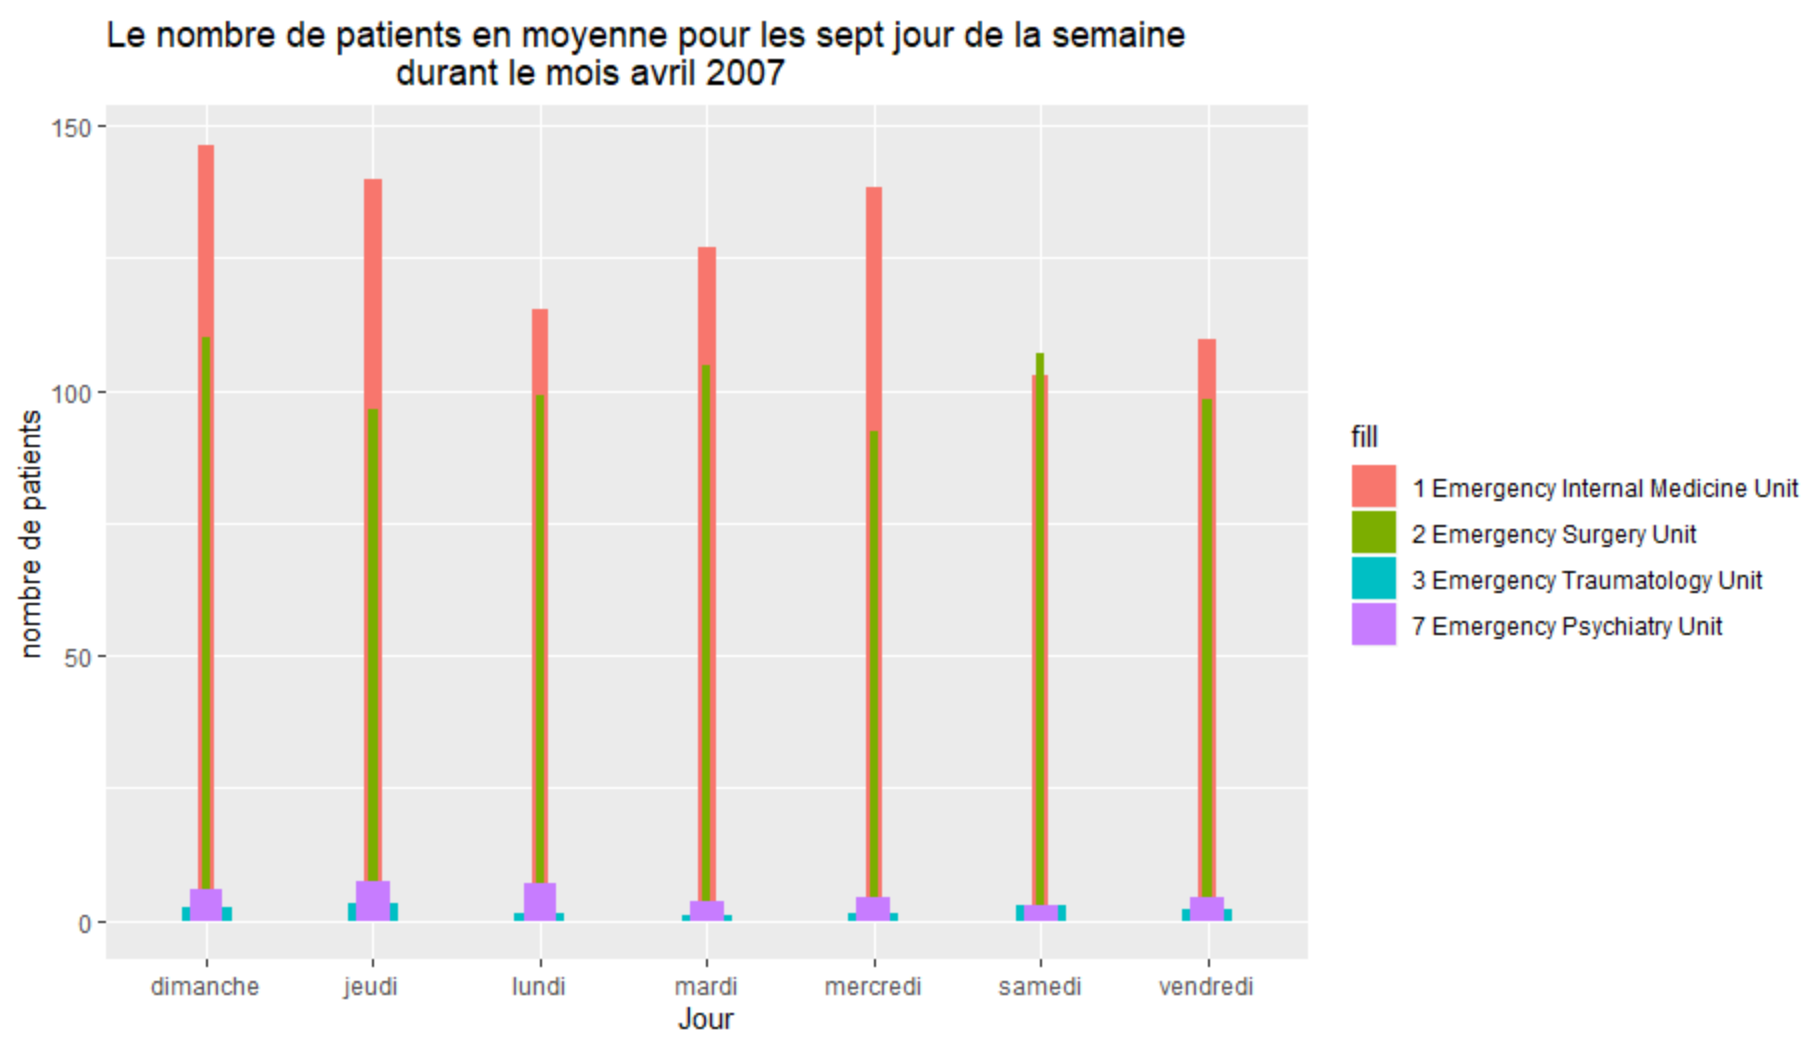 Le nombre de patients en moyenne pour les sept jour de la semaine
durant le mois avril 2007
150
100
50
0
nombre de patients
dimanche jeudi lundi mardi mercredi samedi vendredi
Jour
fill
1 Emergency Internal Medicine Unit
2 Emergency Surgery Unit
3 Emergency Traumatology Unit
7 Emergency Psychiatry Unit